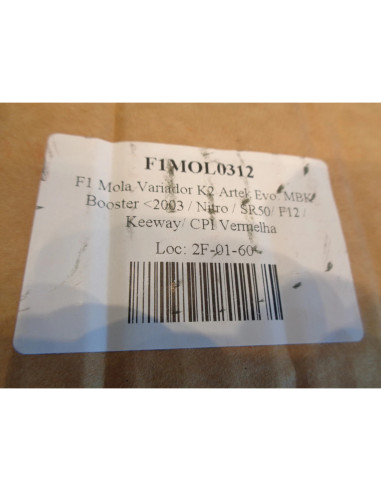 F1MOL0312
F1 Mola Variador K2 Artek Evo. MBK
Booster <2003 / Nitro / SR50/ F12 /
Keeway/ CPI Vermelha
Loc: 2F-01-60